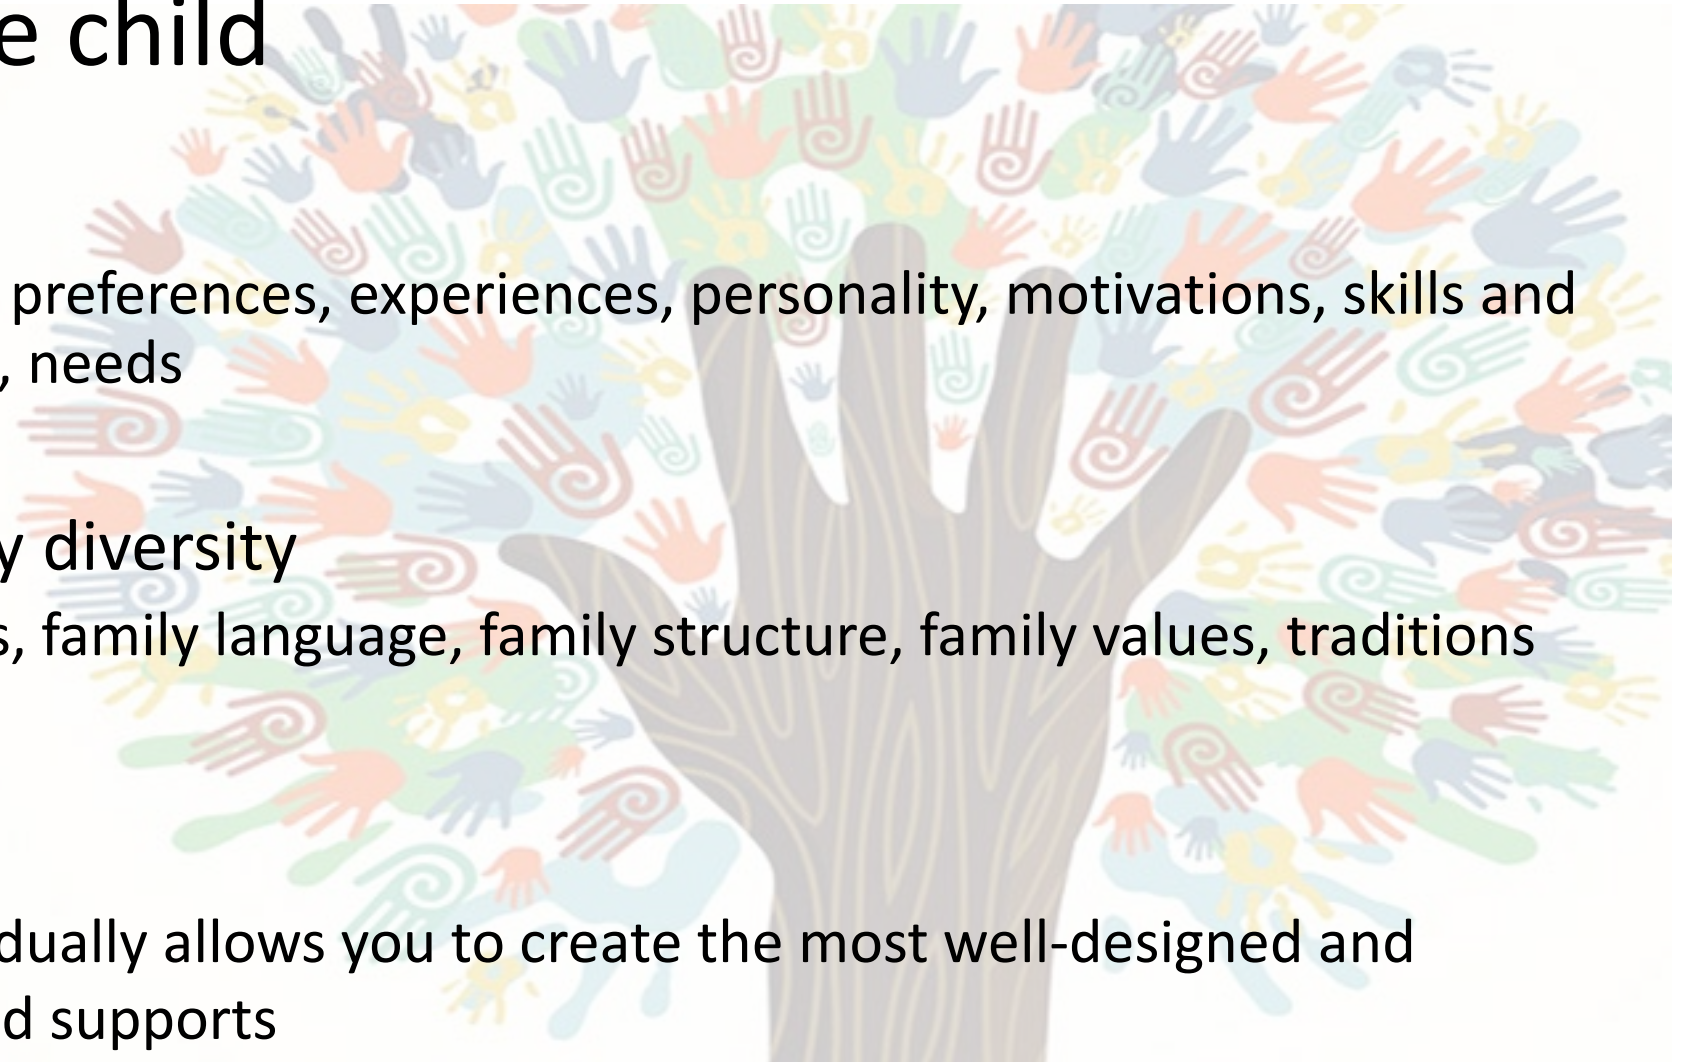 e child
preferences, experiences, personality, motivations, skills and
, needs
y diversity
s, family language, family structure, family values, traditions
dually allows you to create the most well-designed and
d supports